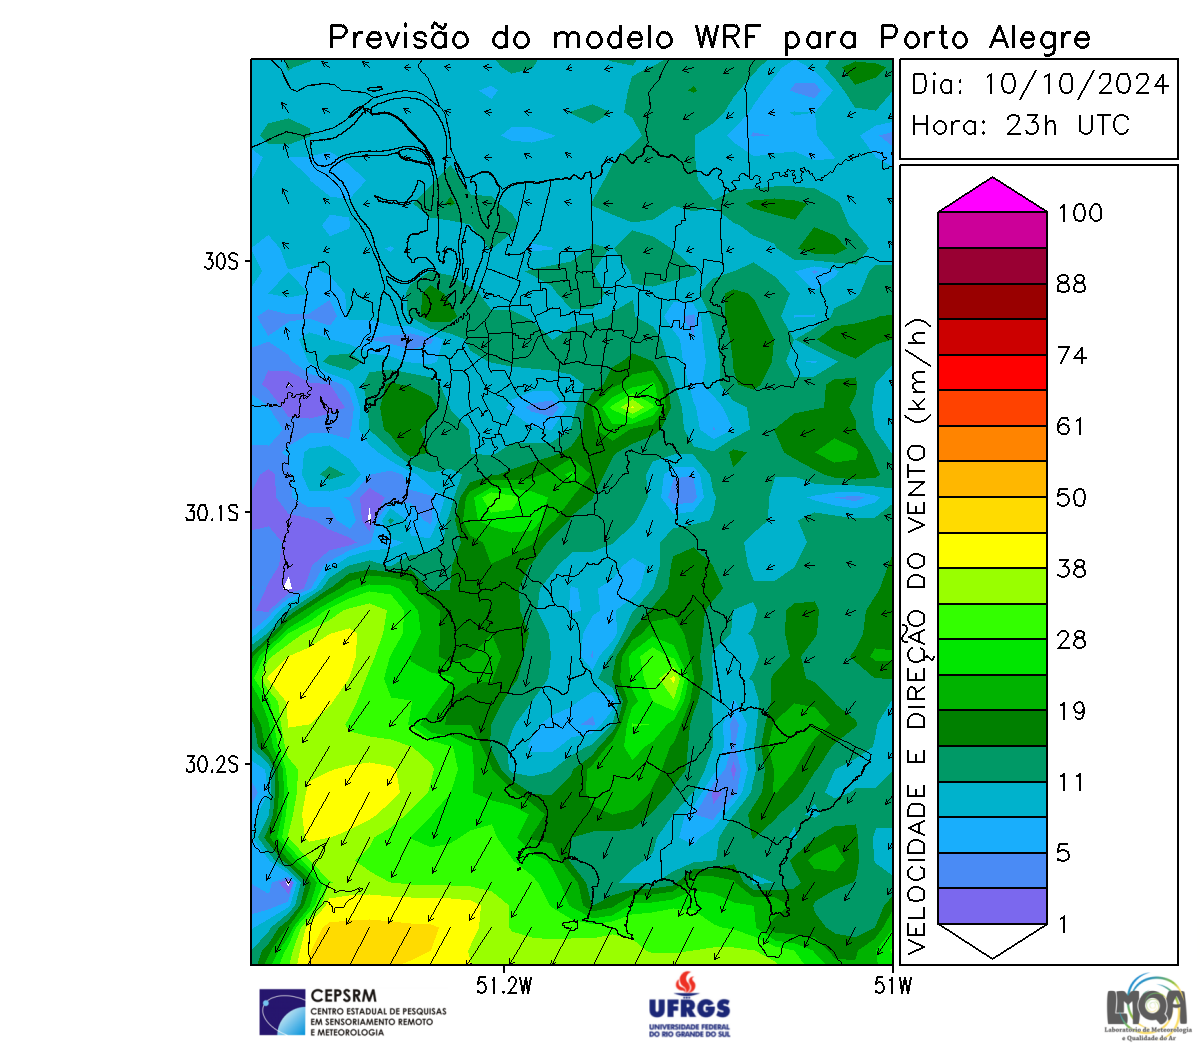 Previsão do modelo WRF para Porto Alegre
Dia: 10/10/2024
Hora: 23h UTC
100
88
74
61
50
38
28
19
11
5
1
VELOCIDADE E DIREÇÃO DO VENTO (km/h)
30S
30.1S
30.2S
51.2W
51W
CEPSRM
CENTRO ESTADUAL DE PESQUISAS
EM SENSORIAMENTO REMOTO
E METEOROLOGIA
UFRGS
UNIVERSIDADE FEDERAL
DO RIO GRANDE DO SUL
LMQA
Laboratório de Meteorologia
e Qualidade do Ar